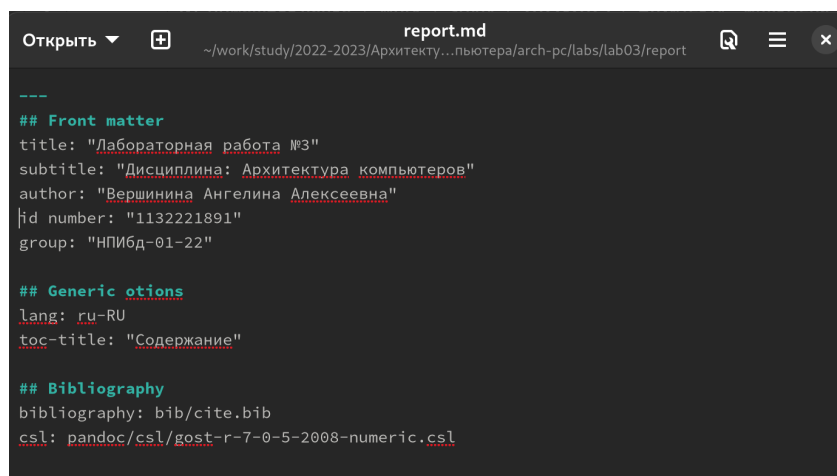 Открыть
report.md
~/work/study/2022-2023/Архитекту…пьютера/arch-pc/labs/lab03/report
---
## Front matter
title: "Лабораторная работа №3"
subtitle: "Дисциплина: Архитектура компьютеров"
author: "Вершинина Ангелина Алексеевна"
id number: "1132221891"
group: "НПИбд-01-22"
## Generic otions
lang: ru-RU
toc-title: "Содержание"
## Bibliography
bibliography: bib/cite.bib
csl: pandoc/csl/gost-r-7-0-5-2008-numeric.csl